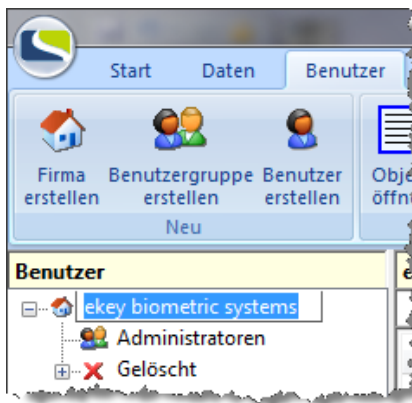 Start Daten Benutzer
Firma erstellen
Benutzergruppe erstellen
Benutzer erstellen
Neu
Benutzer
ekey biometric systems
Administratoren
Gelöscht